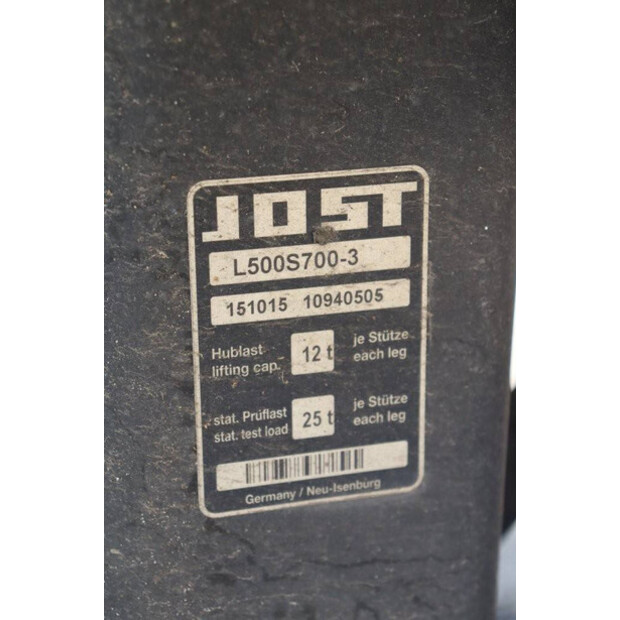 JOST
L500S700-3
151015 10940505
Hublast
lifting cap.
12 t
je Stütze
each leg
stat. Prüflast
stat. test load
25 t
je Stütze
each leg
Germany / Neu-Isenburg